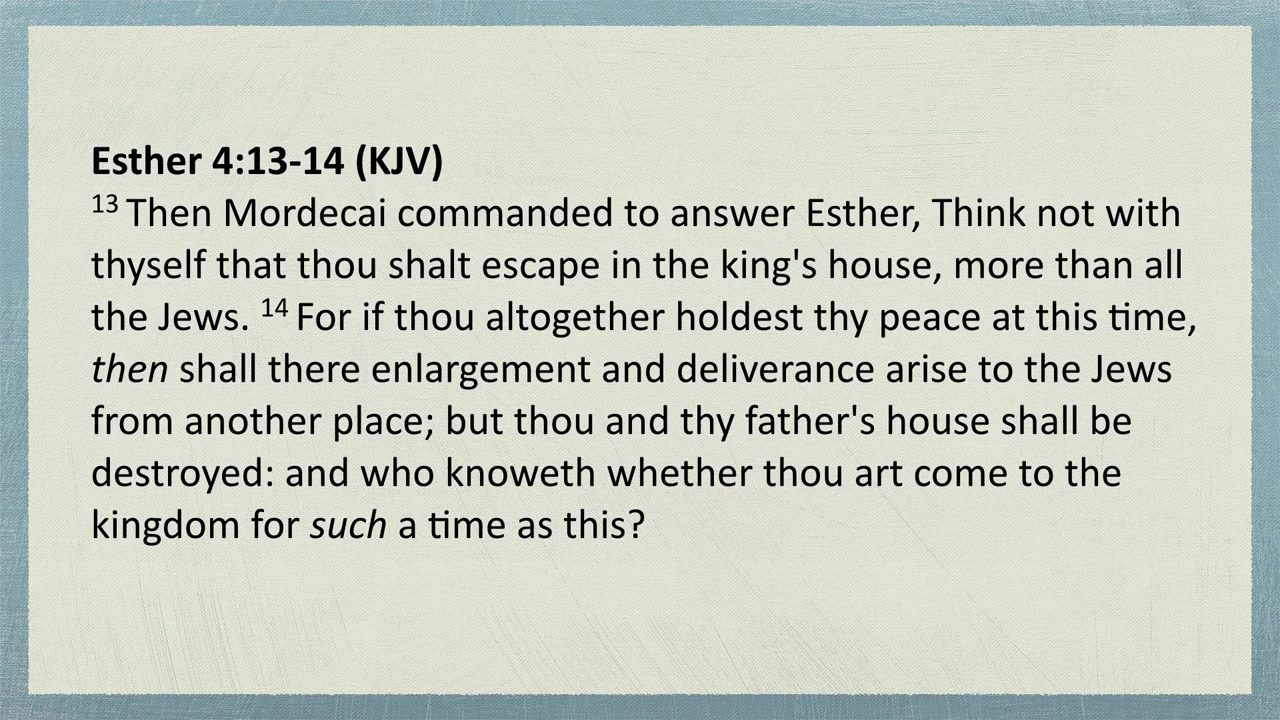 Esther 4:13-14 (KJV)
13 Then Mordecai commanded to answer Esther, Think not with
thyself that thou shalt escape in the king's house, more than all
the Jews. 14 For if thou altogether holdest thy peace at this time,
then shall there enlargement and deliverance arise to the Jews
from another place; but thou and thy father's house shall be
destroyed: and who knoweth whether thou art come to the
kingdom for such a time as this?